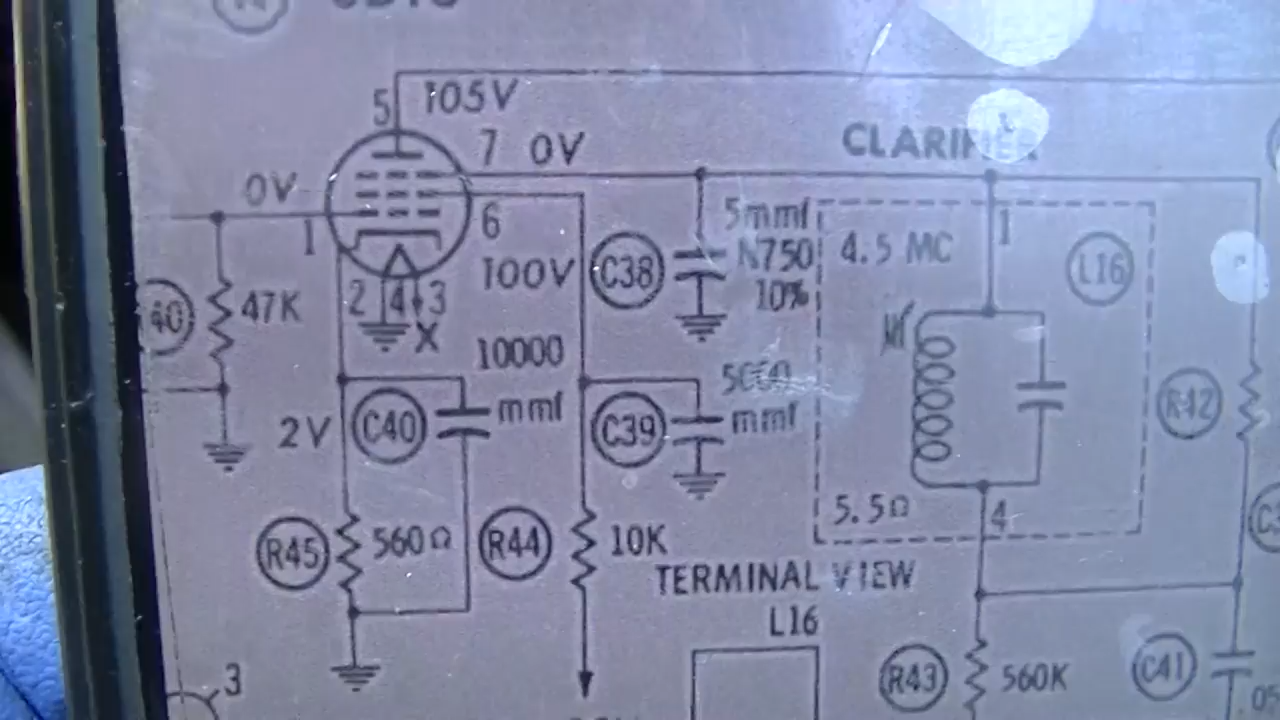 5 105V
7 0V
CLARIFIER
0V
1
6
5mmf
N750
10%
4.5 MC
1
L16
C38
100V
2 4 3
X
47K
40
10000
mmf
C40
2V
C39
mmf
R42
5.5Ω
4
R45
560Ω
R44
10K
TERMINAL VIEW
L16
3
R43
560K
C41
.05